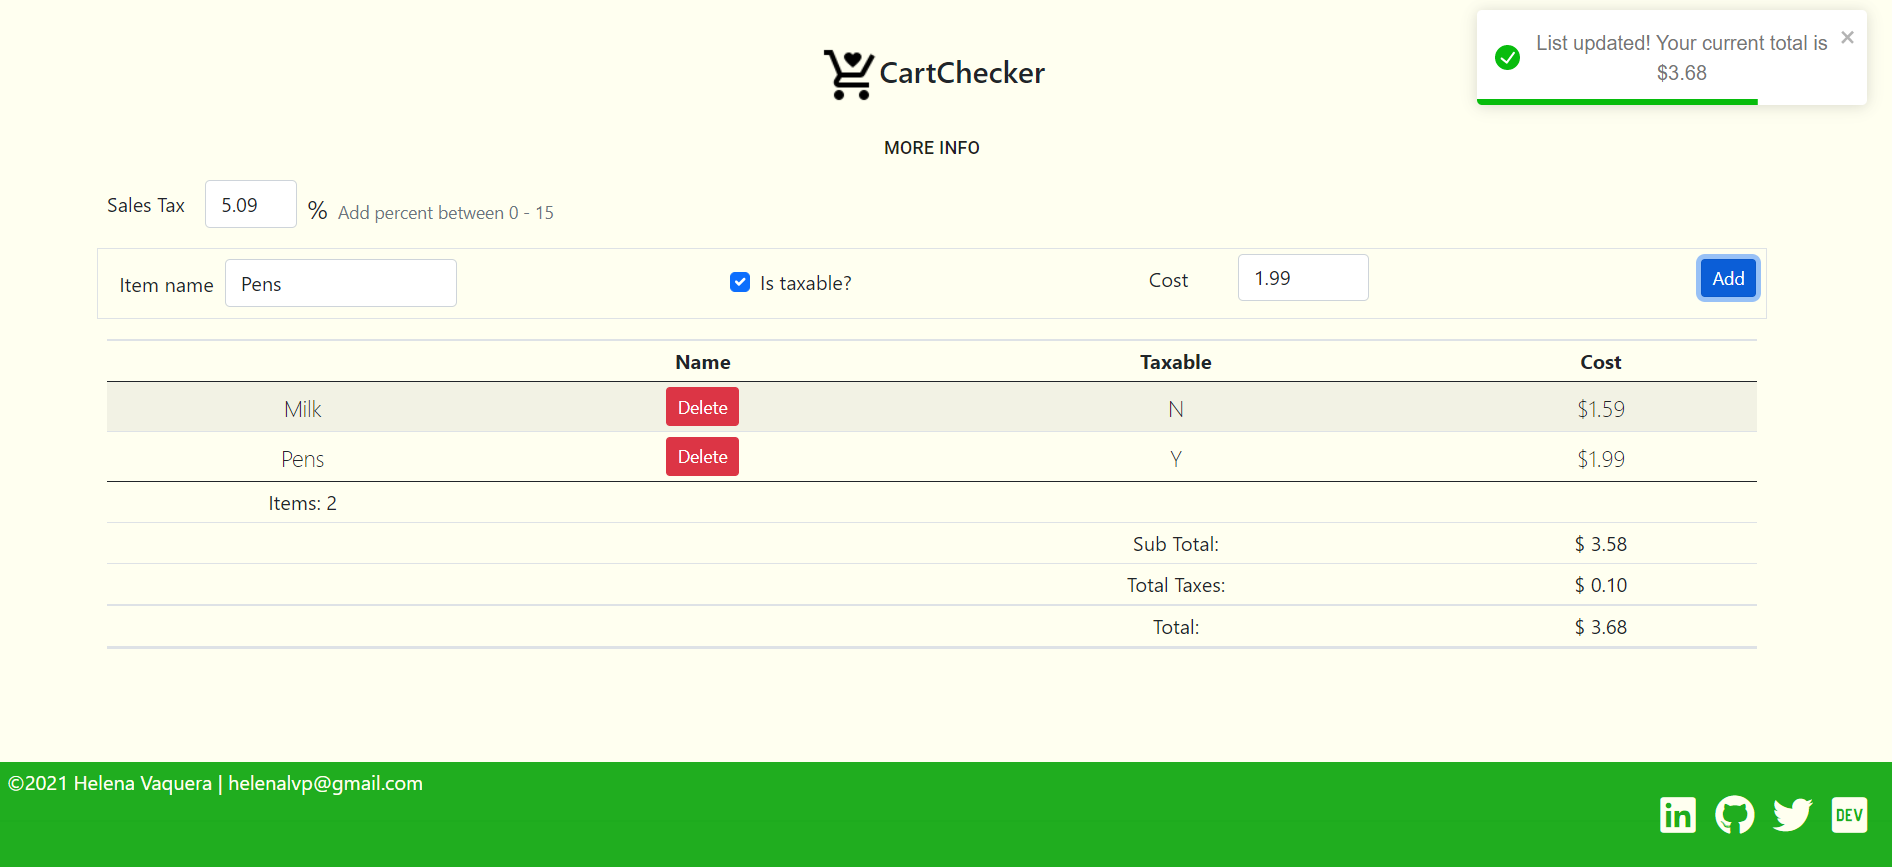 CartChecker
List updated! Your current total is
$3.68
MORE INFO
Sales Tax 5.09 % Add percent between 0 - 15
Item name Pens Is taxable? Cost 1.99 Add
Name Taxable Cost
Milk Delete N $1.59
Pens Delete Y $1.99
Items: 2
Sub Total: $ 3.58
Total Taxes: $ 0.10
Total: $ 3.68
©2021 Helena Vaquera | helenalvp@gmail.com
in DEV